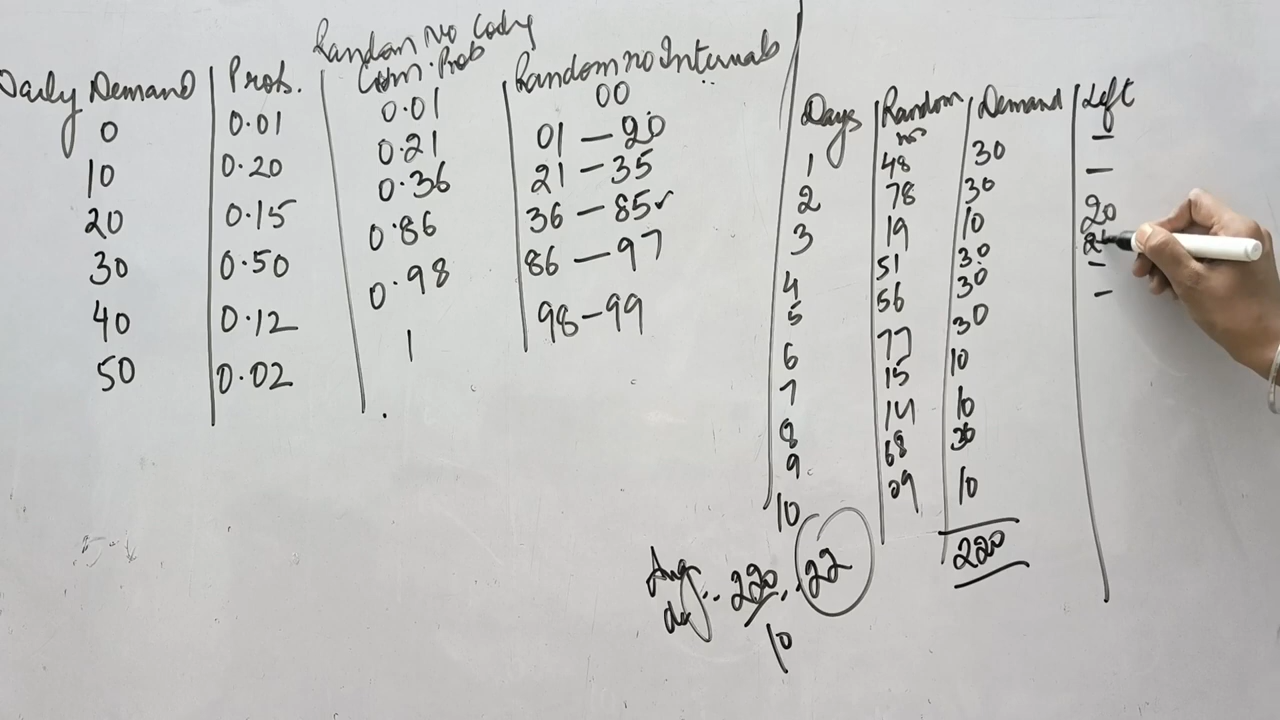 Random No Coding
Daily Demand Prob. Cum. Prob Random no Internals
0 0.01 0.01 00
10 0.20 0.21 01 — 20
20 0.15 0.36 21 — 35
30 0.50 0.86 36 — 85✓
40 0.12 0.98 86 — 97
50 0.02 1 98 — 99
Days Random no Demand Left
1 48 30 —
2 78 30 —
3 19 10 20
4 51 30
5 56 30 —
6 77 30 —
7 15 10
8 14 10
9 68 30
10 09 10
220
Avg. 220/10 . . 22